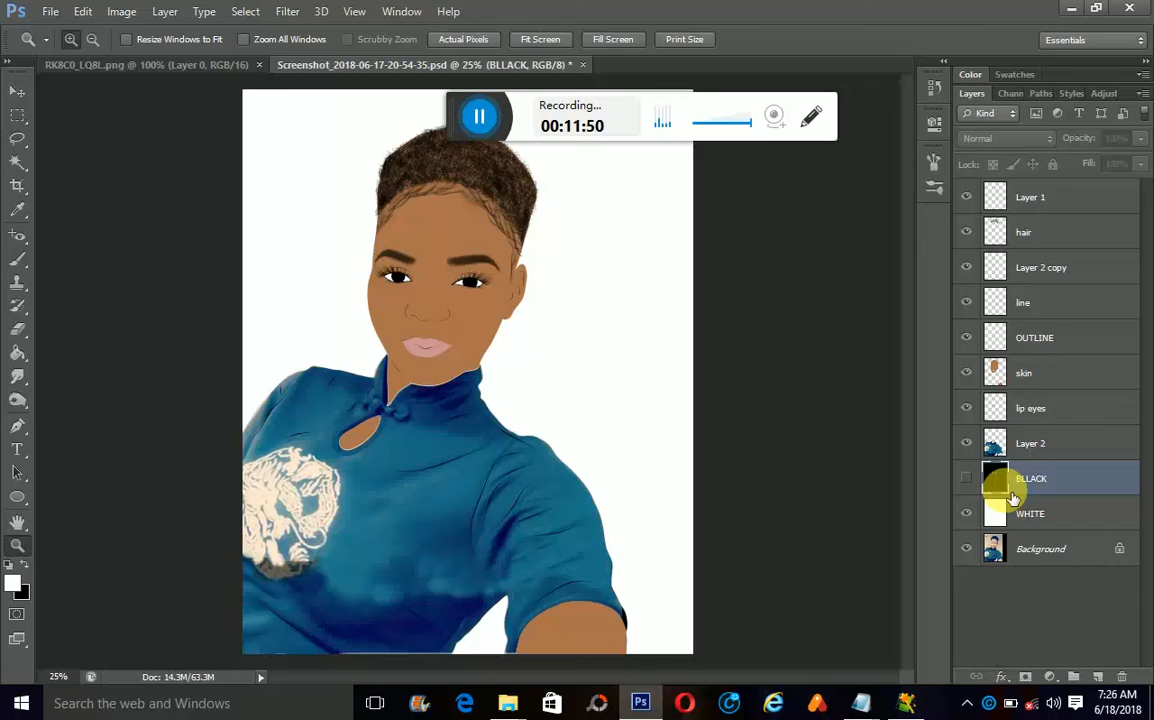 Ps File Edit Image Layer Type Select Filter 3D View Window Help
Resize Windows to Fit Zoom All Windows Scrubby Zoom Actual Pixels Fit Screen Fill Screen Print Size Essentials
RK8C0_LQ8L.png @ 100% (Layer 0, RGB/16) × Screenshot_2018-06-17-20-54-35.psd @ 25% (BLLACK, RGB/8) * ×
Recording...
00:11:50
Color Swatches
Layers Chann Paths Styles Adjust
Kind
Normal Opacity:
Lock: Fill: 100%
Layer 1
hair
Layer 2 copy
line
OUTLINE
skin
lip eyes
Layer 2
BLLACK
WHITE
Background
25% Doc: 14.3M/63.3M
Search the web and Windows
7:26 AM
6/18/2018